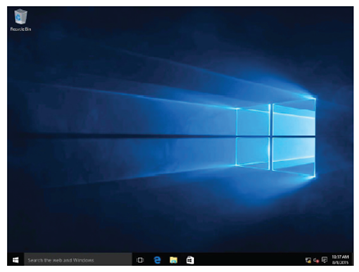 Recycle Bin
Search the web and Windows
10:37 AM